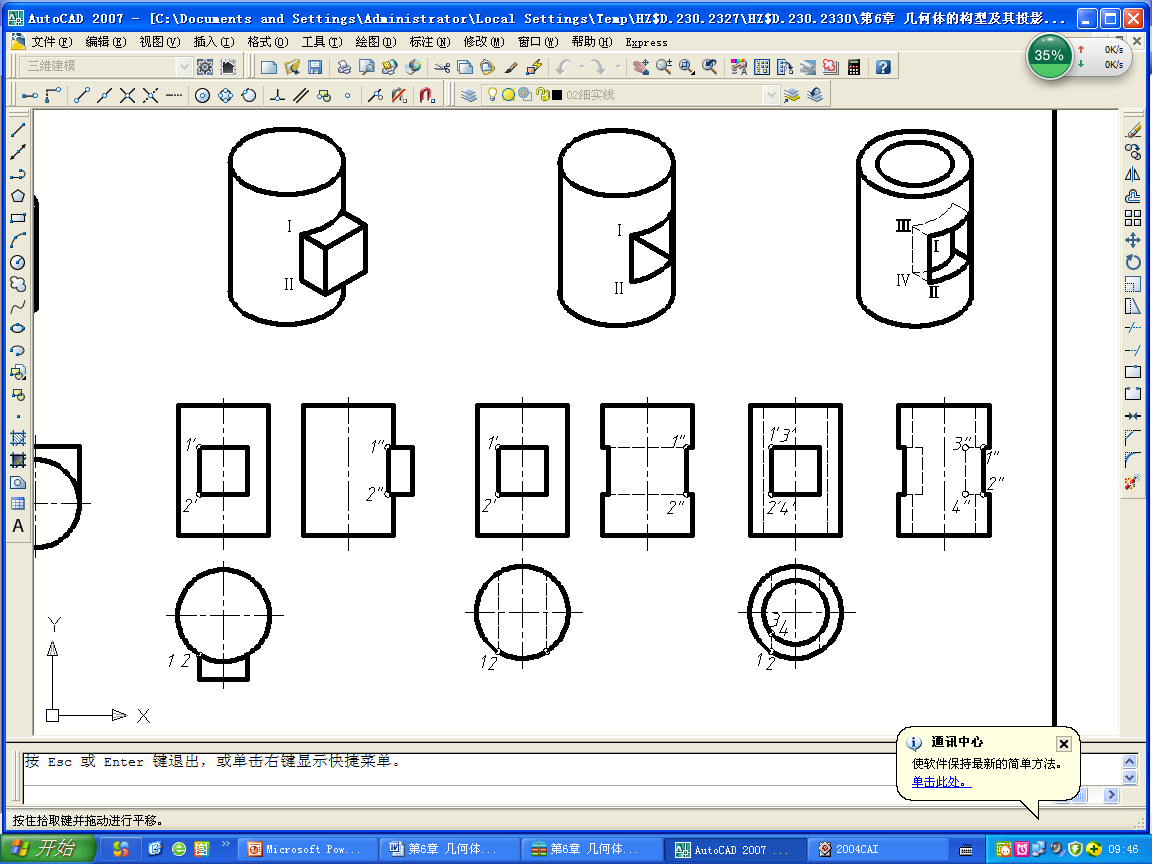 AutoCAD 2007 - [C:\Documents and Settings\Administrator\Local Settings\Temp\HZ$D.230.2327\HZ$D.230.2330\第6章 几何体的构型及其投影...
文件(F) 编辑(E) 视图(V) 插入(I) 格式(O) 工具(T) 绘图(D) 标注(N) 修改(M) 窗口(W) 帮助(H) Express
35% 0K/s
0K/s
三维建模
02细实线
I I III I
II II IV II
1' 1" 1' 1" 1'3' 3" 1"
2' 2" 2' 2" 2'4' 4" 2"
1 2 1 2 3 4 1 2
Y
X
A
按 Esc 或 Enter 键退出，或单击右键显示快捷菜单。
通讯中心
使软件保持最新的简单方法。
单击此处。
按住拾取键并拖动进行平移。
开始 Microsoft Pow... 第6章 几何体... 第6章 几何体... AutoCAD 2007 ... 2004CAI 09:46